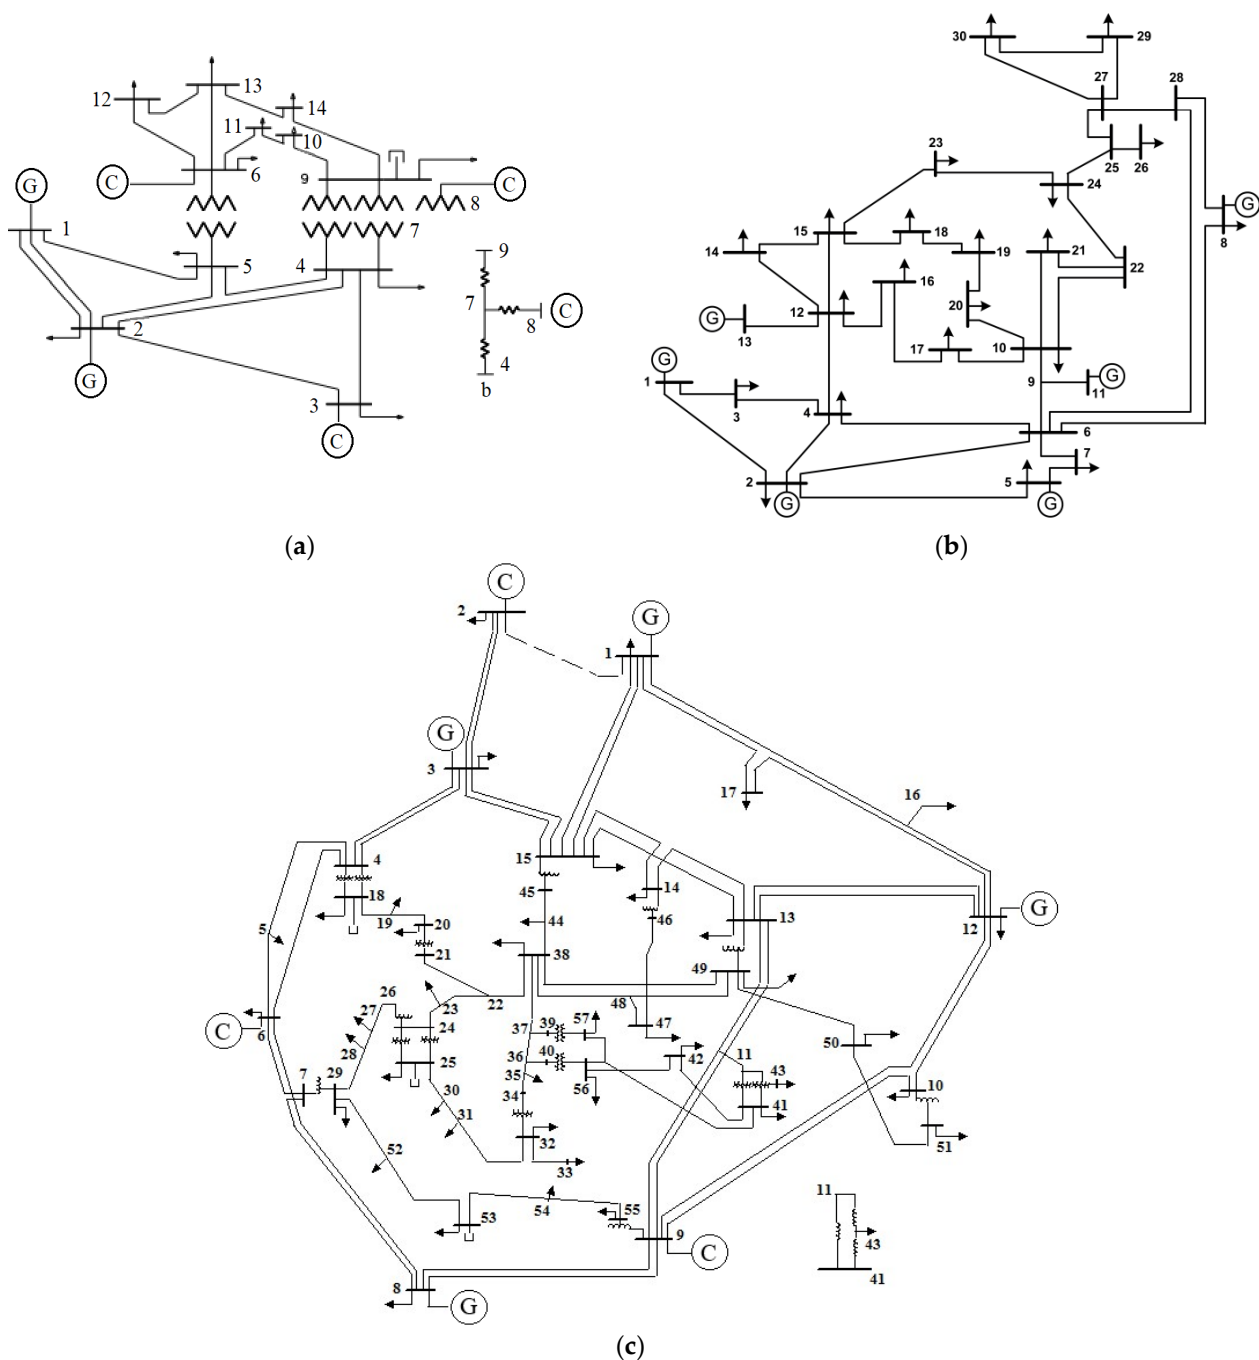 30 29
12 13 14
11 10
27 28
C 6 9 C 8
23
G 25 26
1 24
7
5 4
15 18 G
14 19 21 22 8
9
16
7 C
8
12 20
G 13
2 17 10
G
4
G 1 9 G 11
b 3 4 6
3
7
G C
2 5
G G
(a) (b)
C
2 G
1
G
3
17 16
4 15
14
18 45 13 12 G
19 20 44 46
5
21 38
49
26 23 22
27 48
C 6 24 37 39 57 47
28 25 36 40 42 50
35 11 43
7 29 30 34 56 10
31 41
32
52 33 51
11
53 54 55
9 C 43
8 G 41
(c)